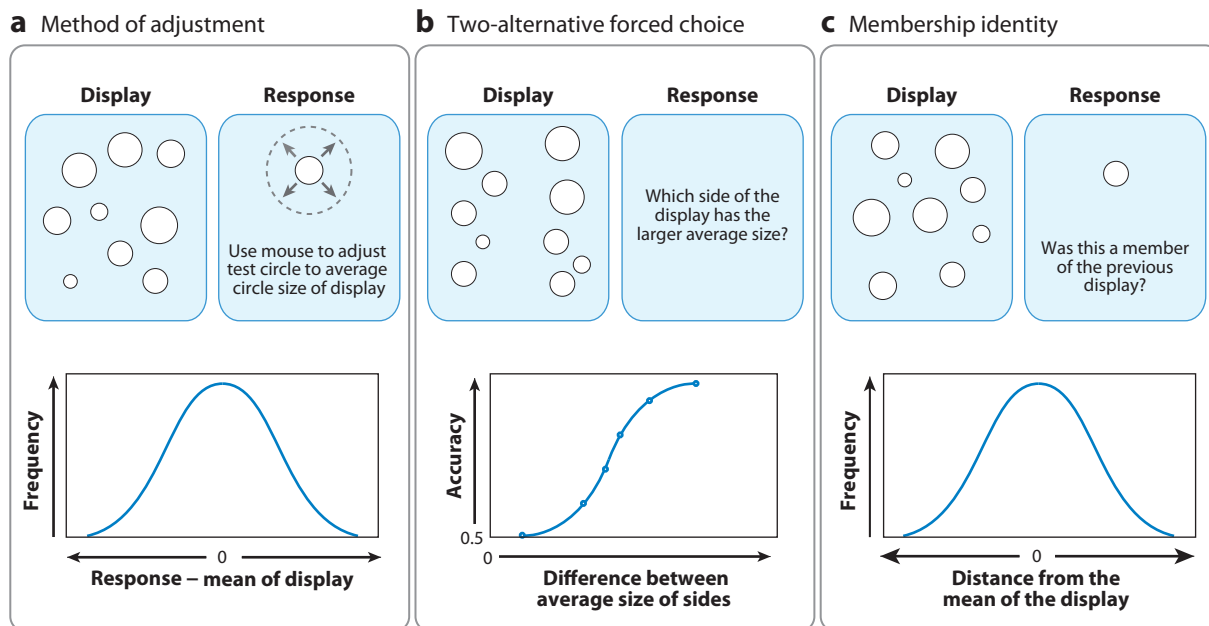 a Method of adjustment
Display
Response
Use mouse to adjust
test circle to average
circle size of display
Frequency
0
Response – mean of display
b Two-alternative forced choice
Display
Response
Which side of the
display has the
larger average size?
Accuracy
0.5
0
Difference between
average size of sides
c Membership identity
Display
Response
Was this a member
of the previous
display?
Frequency
0
Distance from the
mean of the display